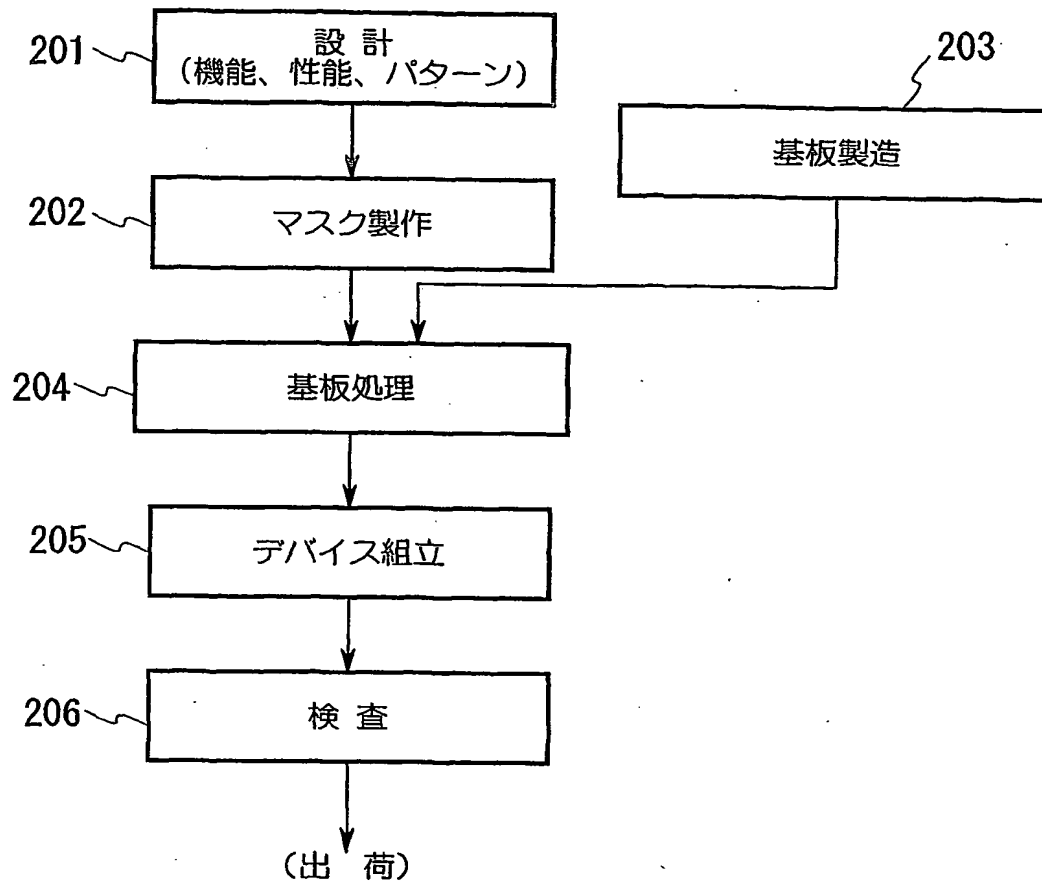 201
設 計
（機能、性能、パターン）
203
基板製造
202
マスク製作
204
基板処理
205
デバイス組立
206
検 査
（出 荷）